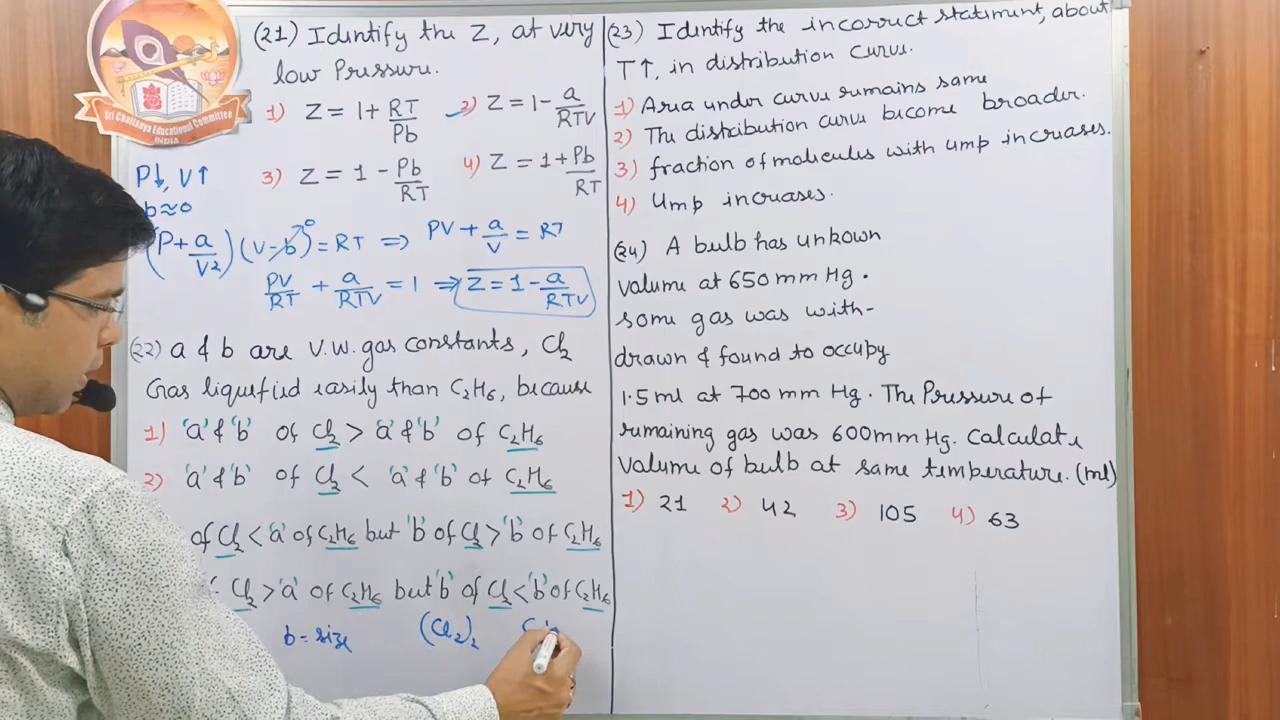 Sri Chaitanya Educational Committee
INDIA
(21) Identify the Z, at very
low Pressure.
1) Z = 1 + RT/Pb
2) Z = 1 - a/RTV
3) Z = 1 - Pb/RT
4) Z = 1 + Pb/RT
P↓, V↑
b ≈ 0
(P + a/V2) (V - b)0 = RT ⇒ PV + a/V = RT
PV/RT + a/RTV = 1 ⇒ Z = 1 - a/RTV
(22) a & b are V.W. gas constants, Cl2
Gas liquefied easily than C2H6, because
1) 'a' & 'b' of Cl2 > 'a' & 'b' of C2H6
2) 'a' & 'b' of Cl2 < 'a' & 'b' of C2H6
of Cl2 < 'a' of C2H6 but 'b' of Cl2 > 'b' of C2H6
Cl2 > 'a' of C2H6 but 'b' of Cl2 < 'b' of C2H6
b = size (Cl2)2
(23) Identify the incorrect statement, about
T↑, in distribution curve.
1) Area under curve remains same
2) The distribution curve become broader.
3) fraction of molecules with Ump increases.
4) Ump increases.
(24) A bulb has unkown
volume at 650 mm Hg.
some gas was with-
drawn & found to occupy
1.5 ml at 700 mm Hg. The Pressure of
remaining gas was 600mm Hg. Calculate
volume of bulb at same temperature. (ml)
1) 21 2) 42 3) 105 4) 63